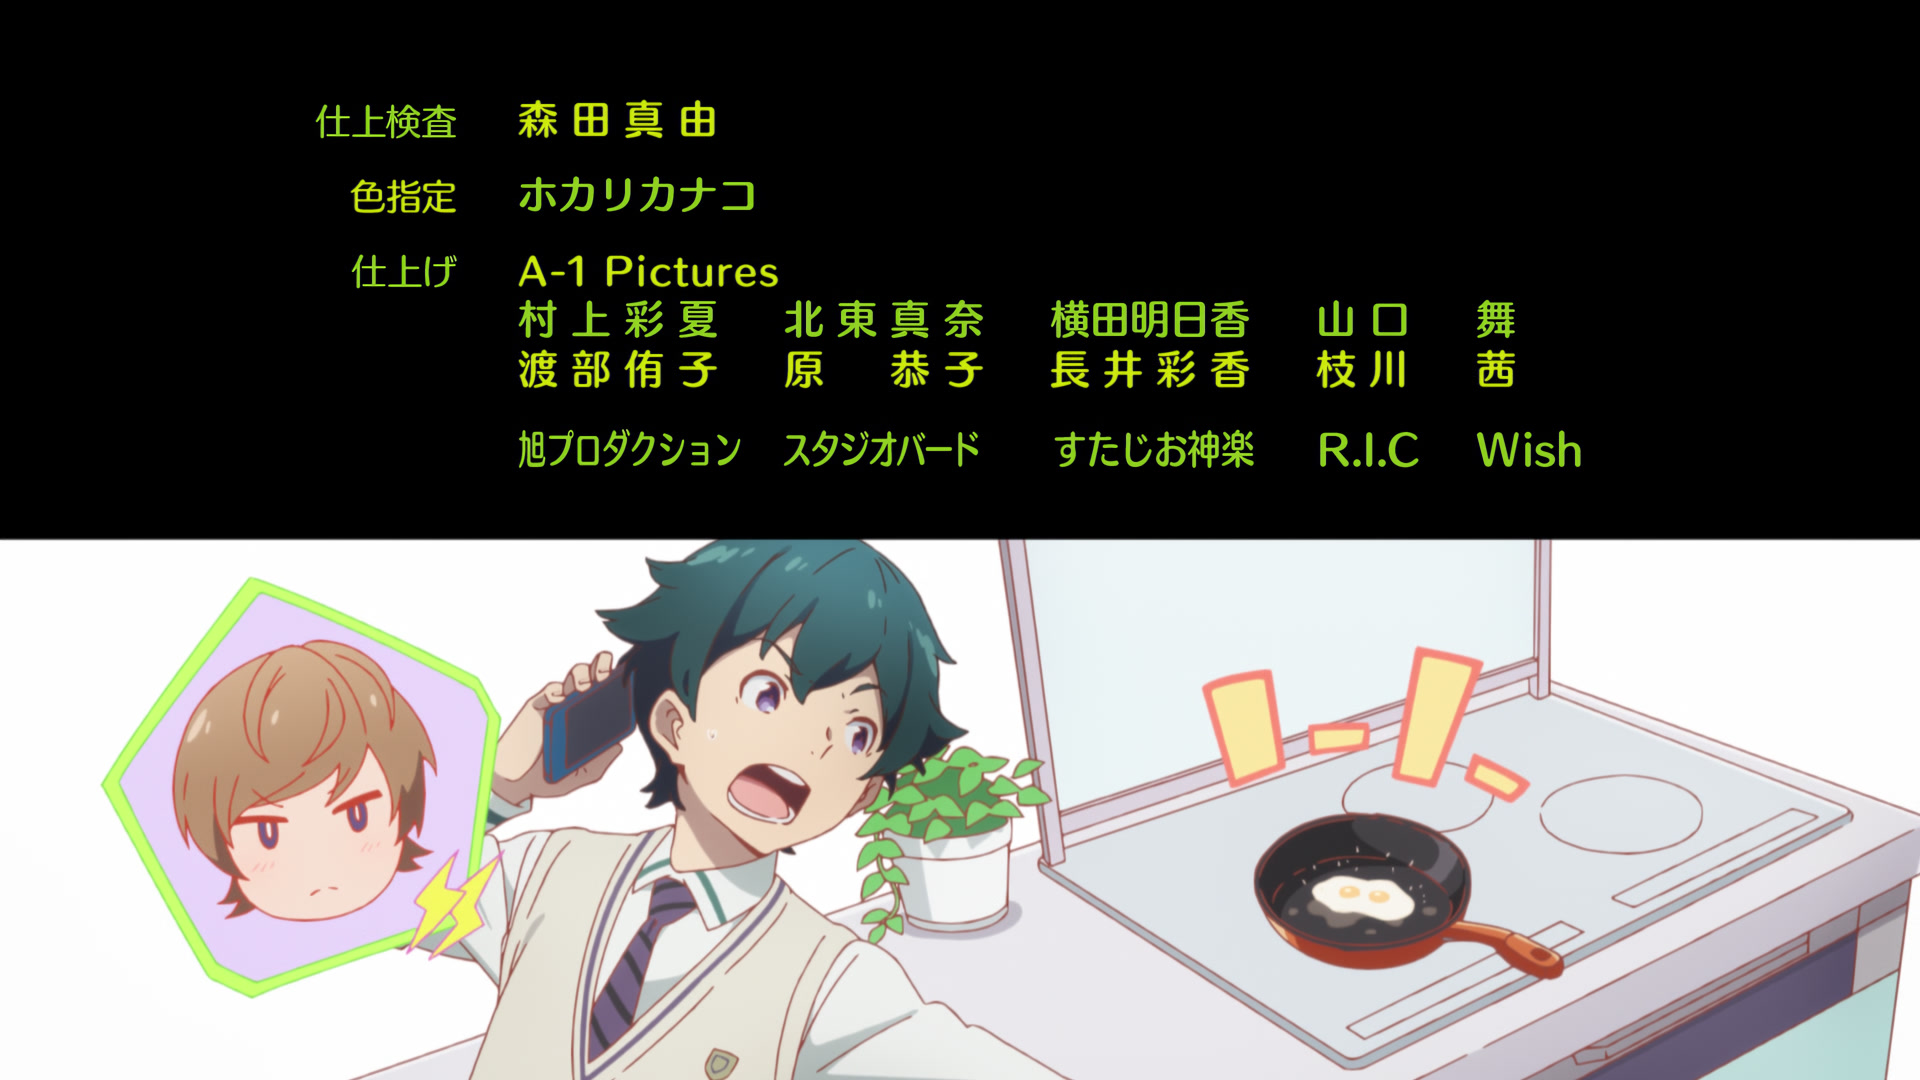 仕上検査 森田真由
色指定 ホカリカナコ
仕上げ A-1 Pictures
村上彩夏 北東真奈 横田明日香 山口 舞
渡部侑子 原 恭子 長井彩香 枝川 茜
旭プロダクション スタジオバード すたじお神楽 R.I.C Wish